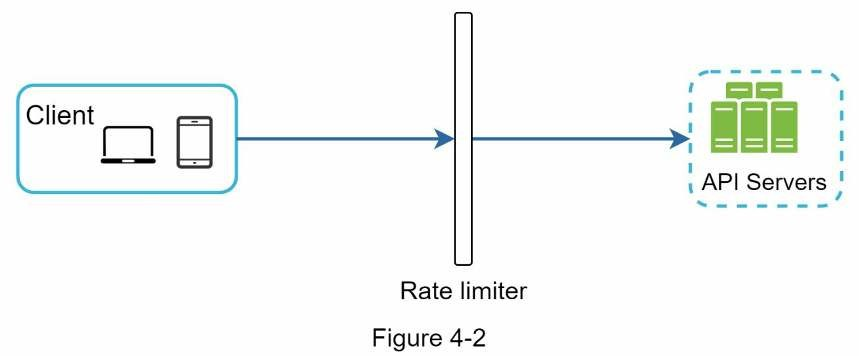 Client
API Servers
Rate limiter
Figure 4-2